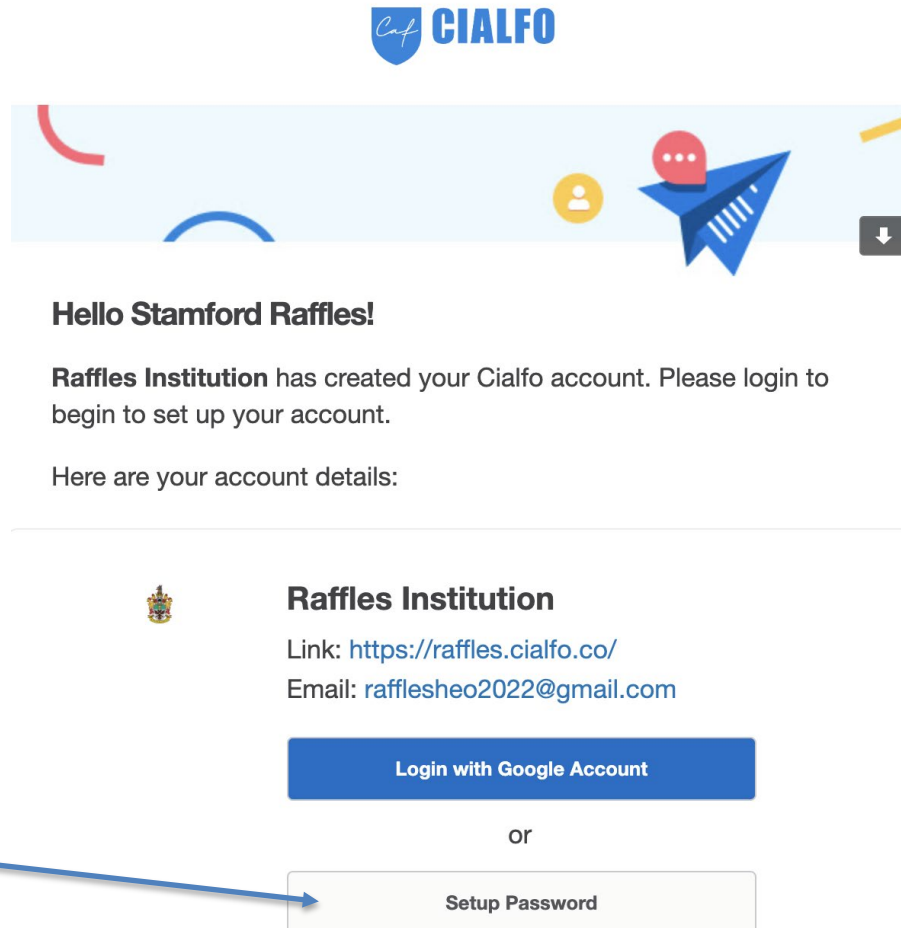 Caf CIALFO
Hello Stamford Raffles!
Raffles Institution has created your Cialfo account. Please login to
begin to set up your account.
Here are your account details:
Raffles Institution
Link: https://raffles.cialfo.co/
Email: rafflesheo2022@gmail.com
Login with Google Account
or
Setup Password